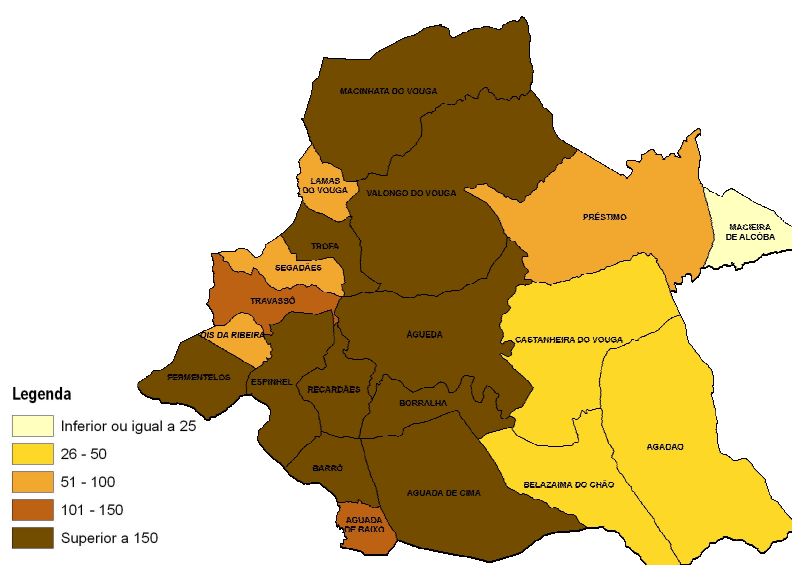 MACINHATA DO VOUGA
LAMAS
DO VOUGA
VALONGO DO VOUGA
PRÉSTIMO
MACIEIRA
DE ALCÔBA
TROFA
SEGADÃES
TRAVASSÔ
ÓIS DA RIBEIRA
ÁGUEDA
CASTANHEIRA DO VOUGA
FERMENTELOS
ESPINHEL
RECARDÃES
BORRALHA
AGADÃO
BARRÔ
AGUADA DE CIMA
BELAZAIMA DO CHÃO
AGUADA
DE BAIXO
Legenda
Inferior ou igual a 25
26 - 50
51 - 100
101 - 150
Superior a 150